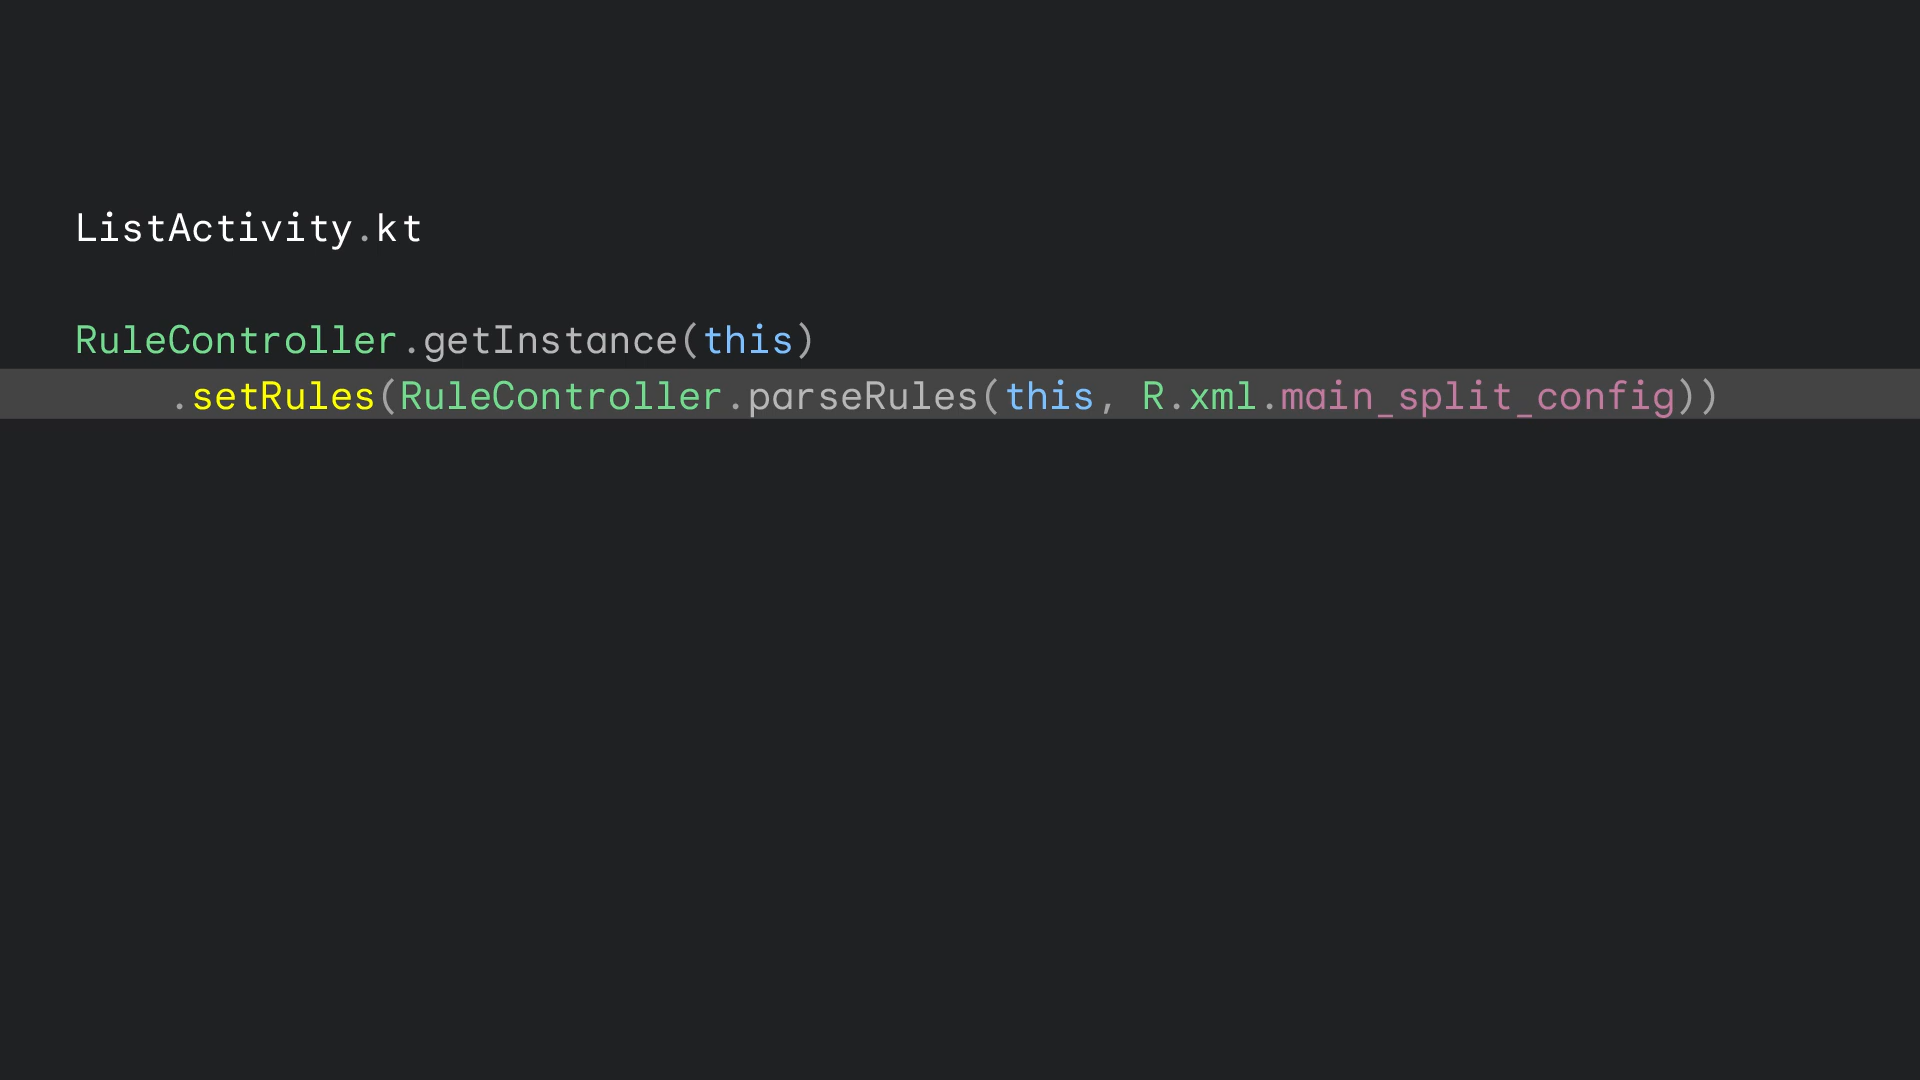 ListActivity.kt
RuleController.getInstance(this)
.setRules(RuleController.parseRules(this, R.xml.main_split_config))